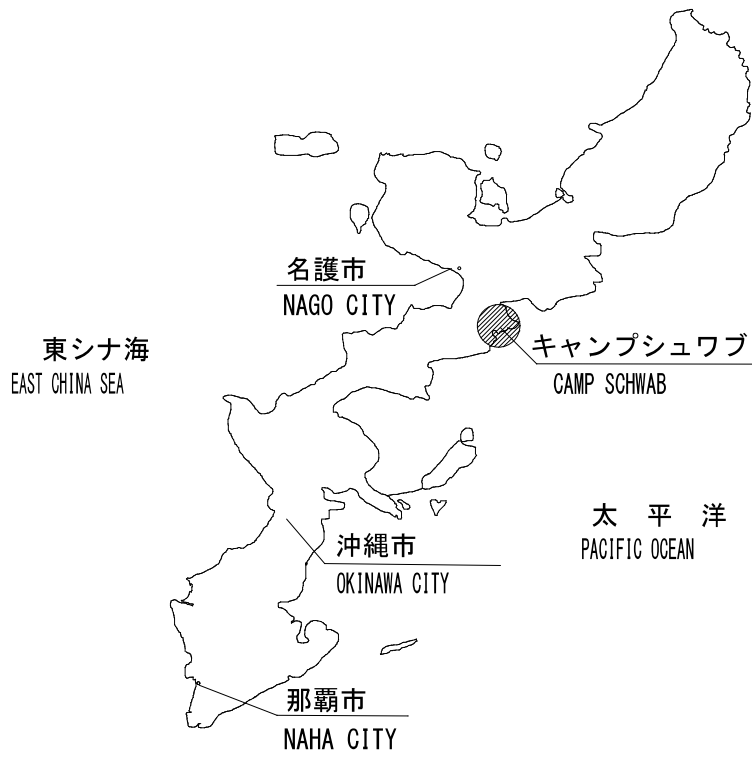 名護市
NAGO CITY
東シナ海
EAST CHINA SEA
キャンプシュワブ
CAMP SCHWAB
太平洋
PACIFIC OCEAN
沖縄市
OKINAWA CITY
那覇市
NAHA CITY